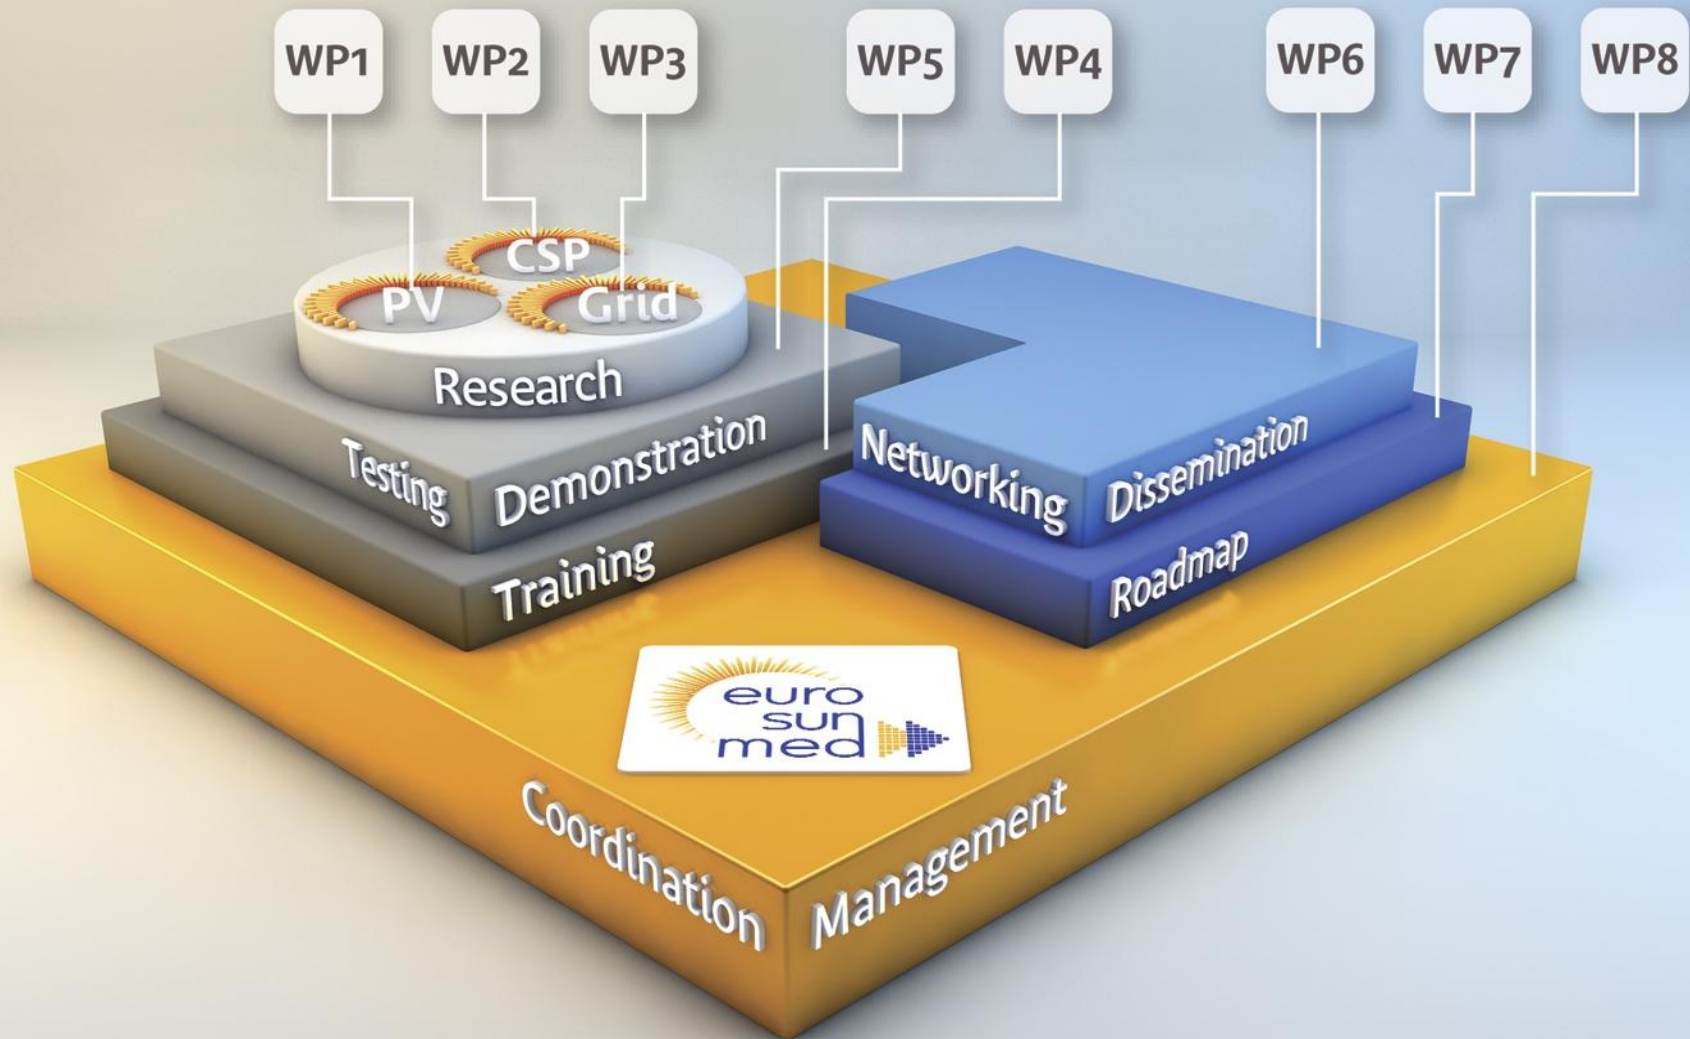 WP1
WP2
WP3
WP5
WP4
WP6
WP7
WP8
CSP
PV
Grid
Research
Testing
Demonstration
Training
Networking
Dissemination
Roadmap
euro
sun
med
Coordination
Management